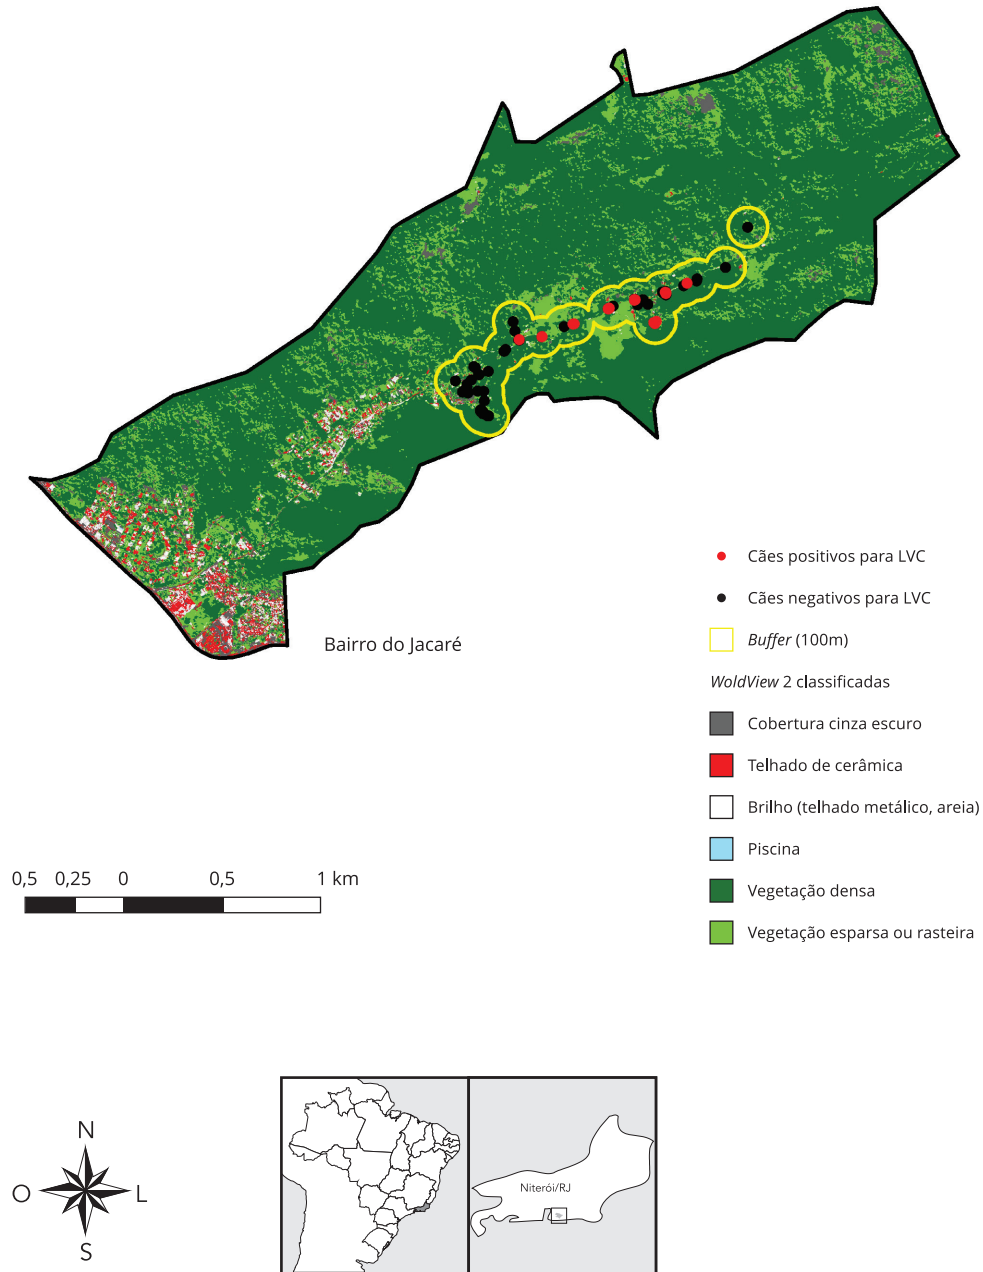 Cães positivos para LVC
Cães negativos para LVC
Buffer (100m)
Bairro do Jacaré
WoldView 2 classificadas
Cobertura cinza escuro
Telhado de cerâmica
Brilho (telhado metálico, areia)
Piscina
Vegetação densa
Vegetação esparsa ou rasteira
0,5 0,25 0 0,5 1 km
N
O L
S
Niterói/RJ